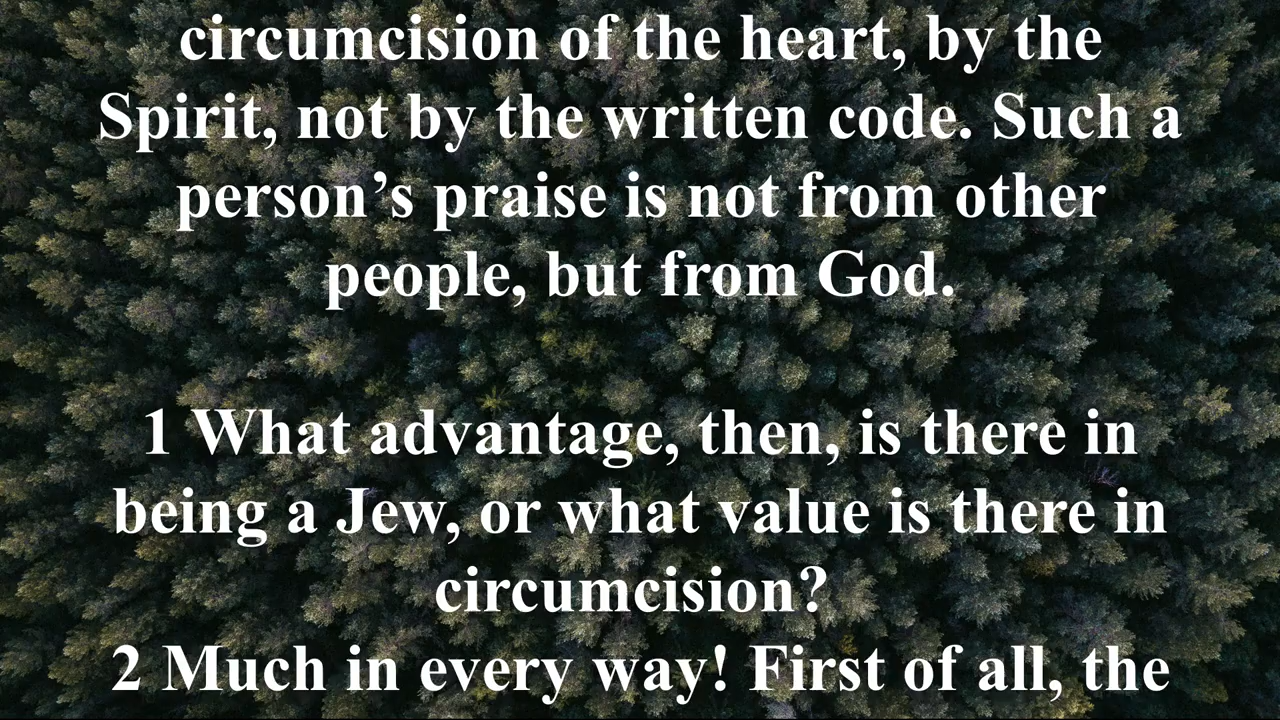 circumcision of the heart, by the
Spirit, not by the written code. Such a
person’s praise is not from other
people, but from God.
1 What advantage, then, is there in
being a Jew, or what value is there in
circumcision?
2 Much in every way! First of all, the